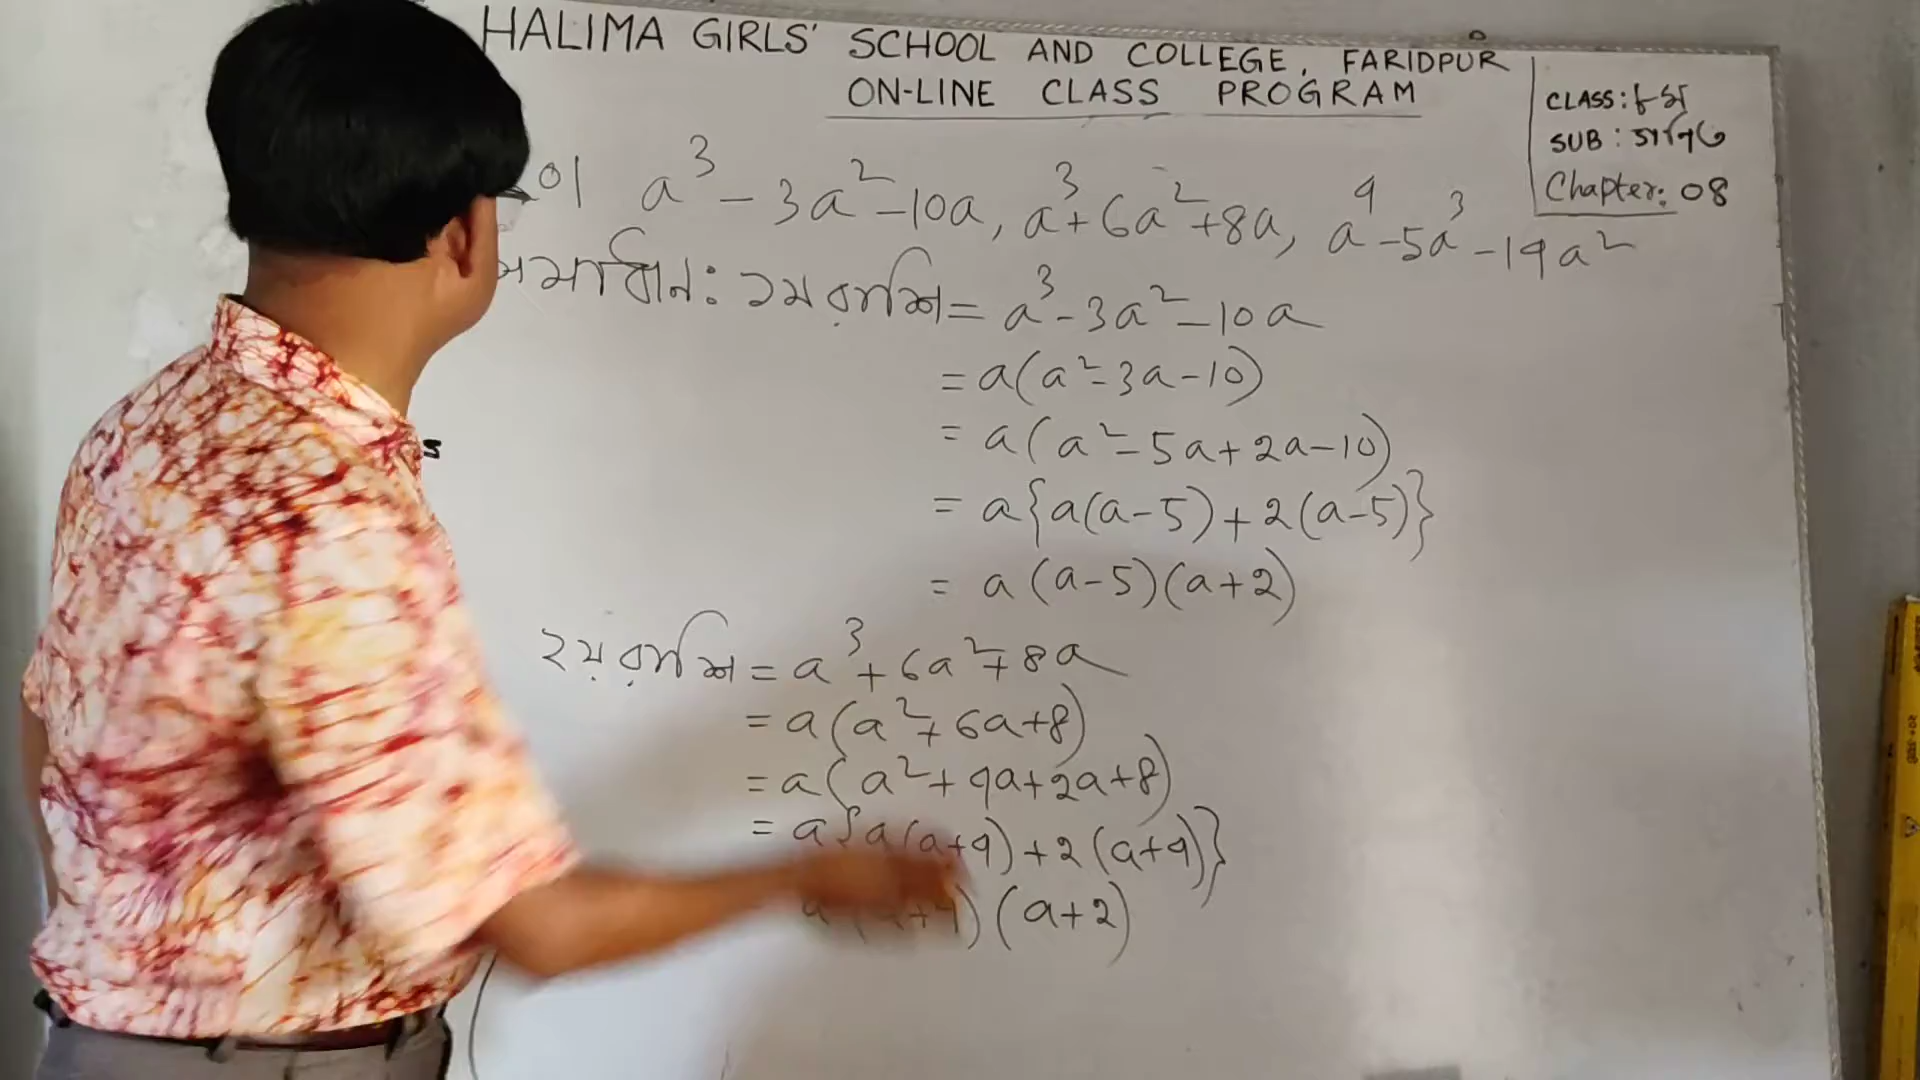 HALIMA GIRLS' SCHOOL AND COLLEGE, FARIDPUR
ON-LINE CLASS PROGRAM
CLASS: ৮ম
SUB: গণিত
Chapter: 08
০১ a³ - 3a² - 10a, a³ + 6a² + 8a, a⁴ - 5a³ - 14a²
সমাধান: ১ম রাশি = a³ - 3a² - 10a
= a(a² - 3a - 10)
= a(a² - 5a + 2a - 10)
= a{a(a-5) + 2(a-5)}
= a(a-5)(a+2)
২য় রাশি = a³ + 6a² + 8a
= a(a² + 6a + 8)
= a(a² + 4a + 2a + 8)
= a{a(a+4) + 2(a+4)}
a(a+4)(a+2)